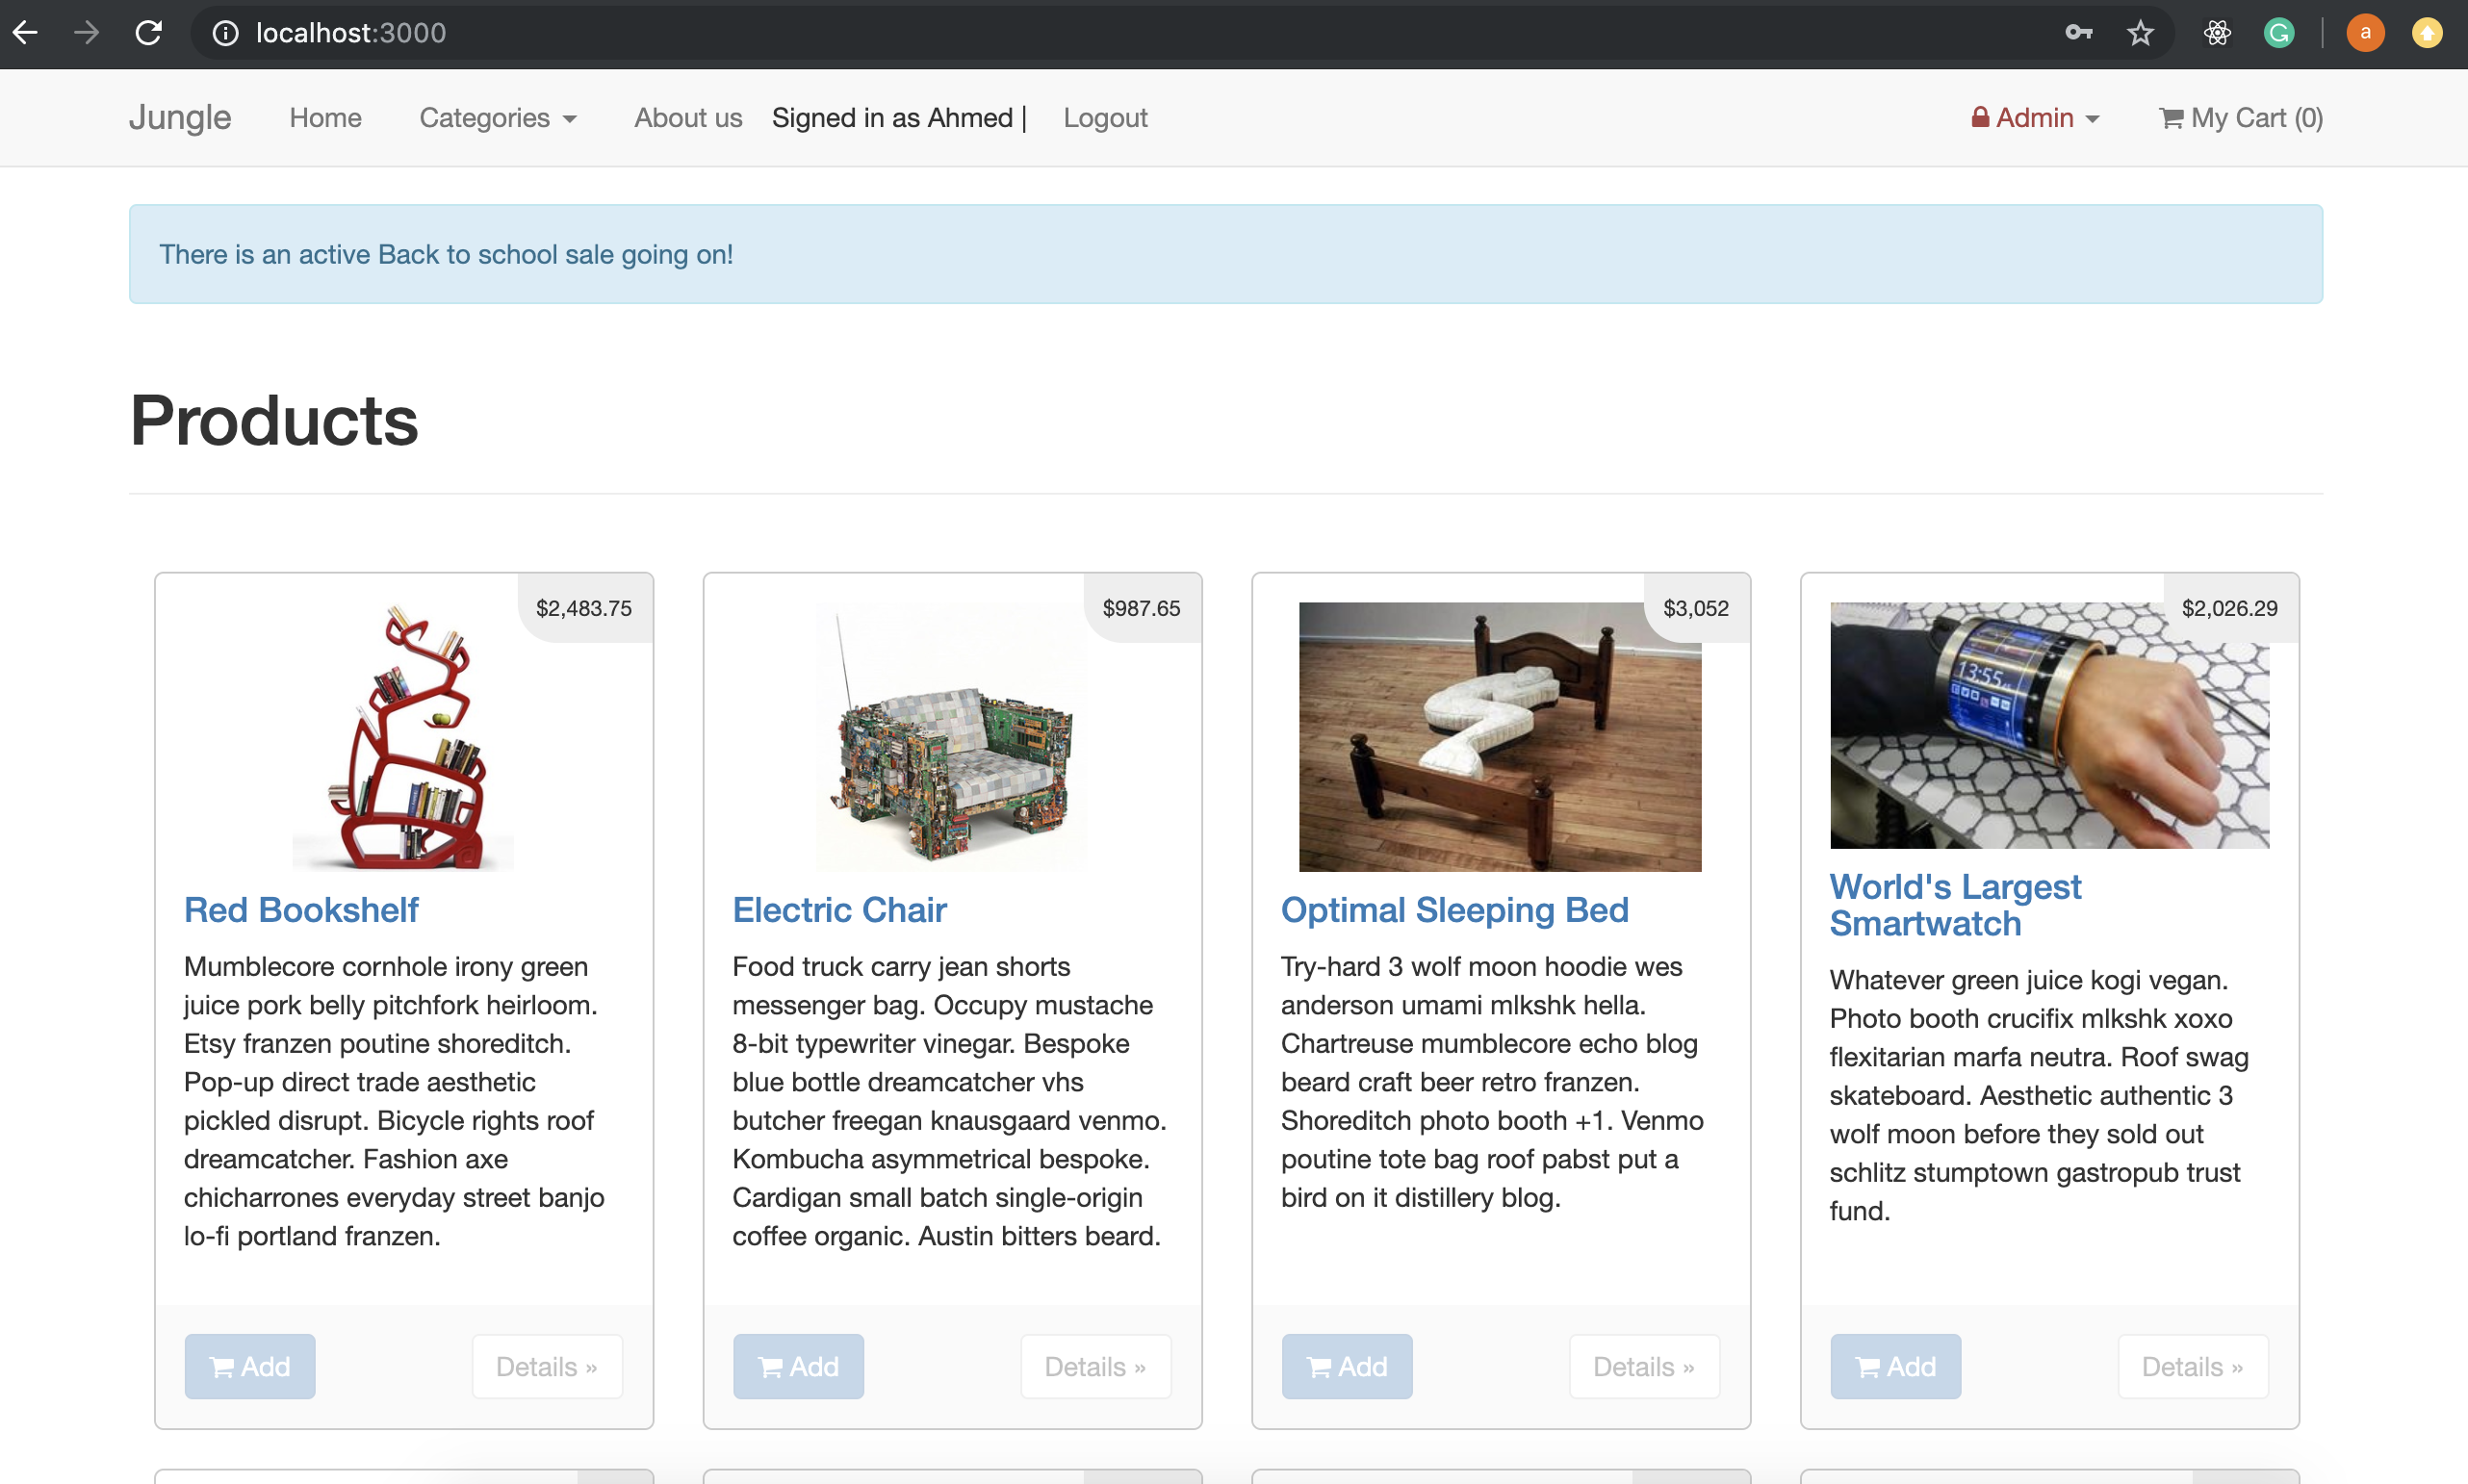 localhost:3000
a
Jungle Home Categories About us Signed in as Ahmed | Logout Admin My Cart (0)
There is an active Back to school sale going on!
Products
$2,483.75
Red Bookshelf
Mumblecore cornhole irony green
juice pork belly pitchfork heirloom.
Etsy franzen poutine shoreditch.
Pop-up direct trade aesthetic
pickled disrupt. Bicycle rights roof
dreamcatcher. Fashion axe
chicharrones everyday street banjo
lo-fi portland franzen.
Add Details »
$987.65
Electric Chair
Food truck carry jean shorts
messenger bag. Occupy mustache
8-bit typewriter vinegar. Bespoke
blue bottle dreamcatcher vhs
butcher freegan knausgaard venmo.
Kombucha asymmetrical bespoke.
Cardigan small batch single-origin
coffee organic. Austin bitters beard.
Add Details »
$3,052
Optimal Sleeping Bed
Try-hard 3 wolf moon hoodie wes
anderson umami mlkshk hella.
Chartreuse mumblecore echo blog
beard craft beer retro franzen.
Shoreditch photo booth +1. Venmo
poutine tote bag roof pabst put a
bird on it distillery blog.
Add Details »
$2,026.29
13:55
World's Largest
Smartwatch
Whatever green juice kogi vegan.
Photo booth crucifix mlkshk xoxo
flexitarian marfa neutra. Roof swag
skateboard. Aesthetic authentic 3
wolf moon before they sold out
schlitz stumptown gastropub trust
fund.
Add Details »